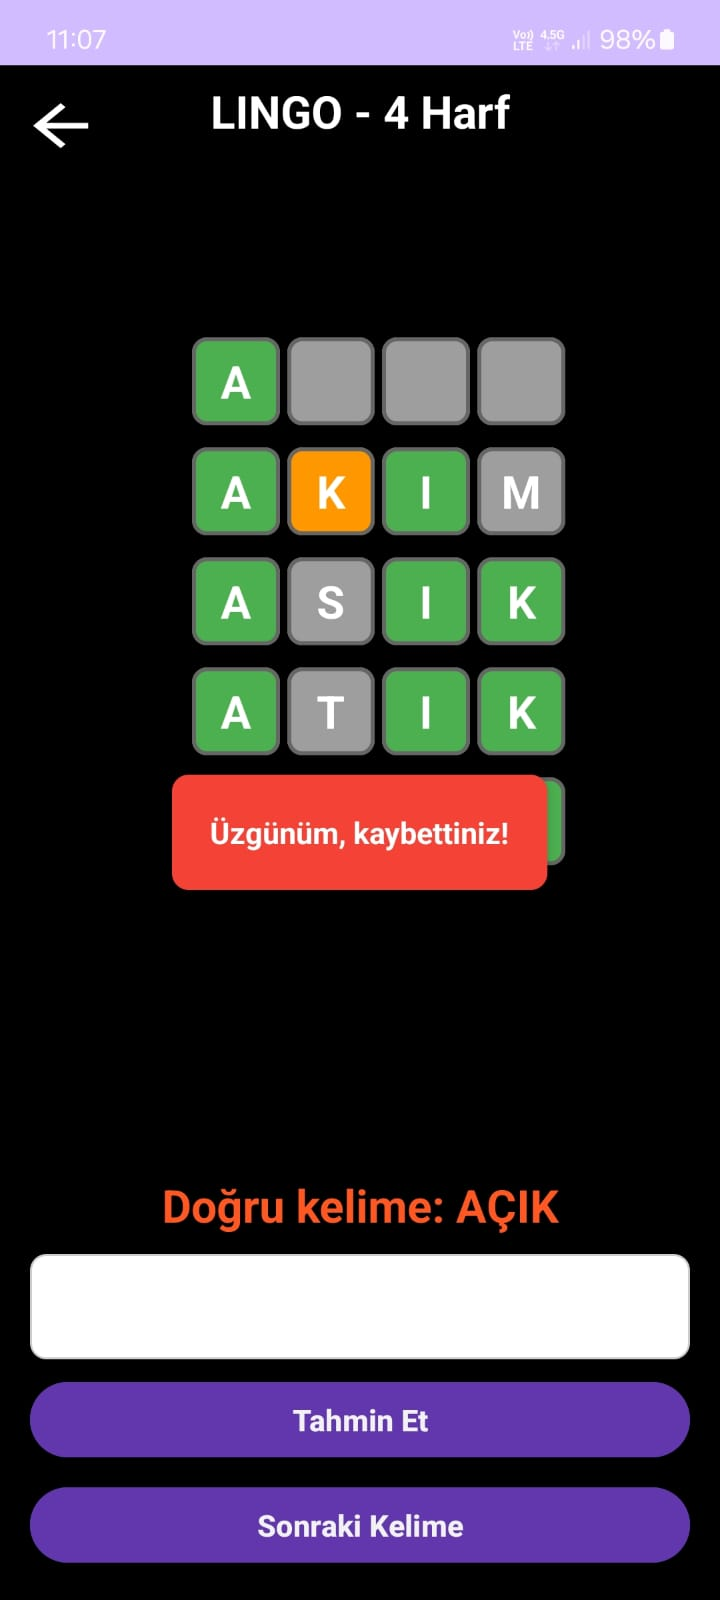 11:07
Vo)) LTE 4.5G 98%
LINGO - 4 Harf
A
A K I M
A S I K
A T I K
Üzgünüm, kaybettiniz!
Doğru kelime: AÇIK
Tahmin Et
Sonraki Kelime